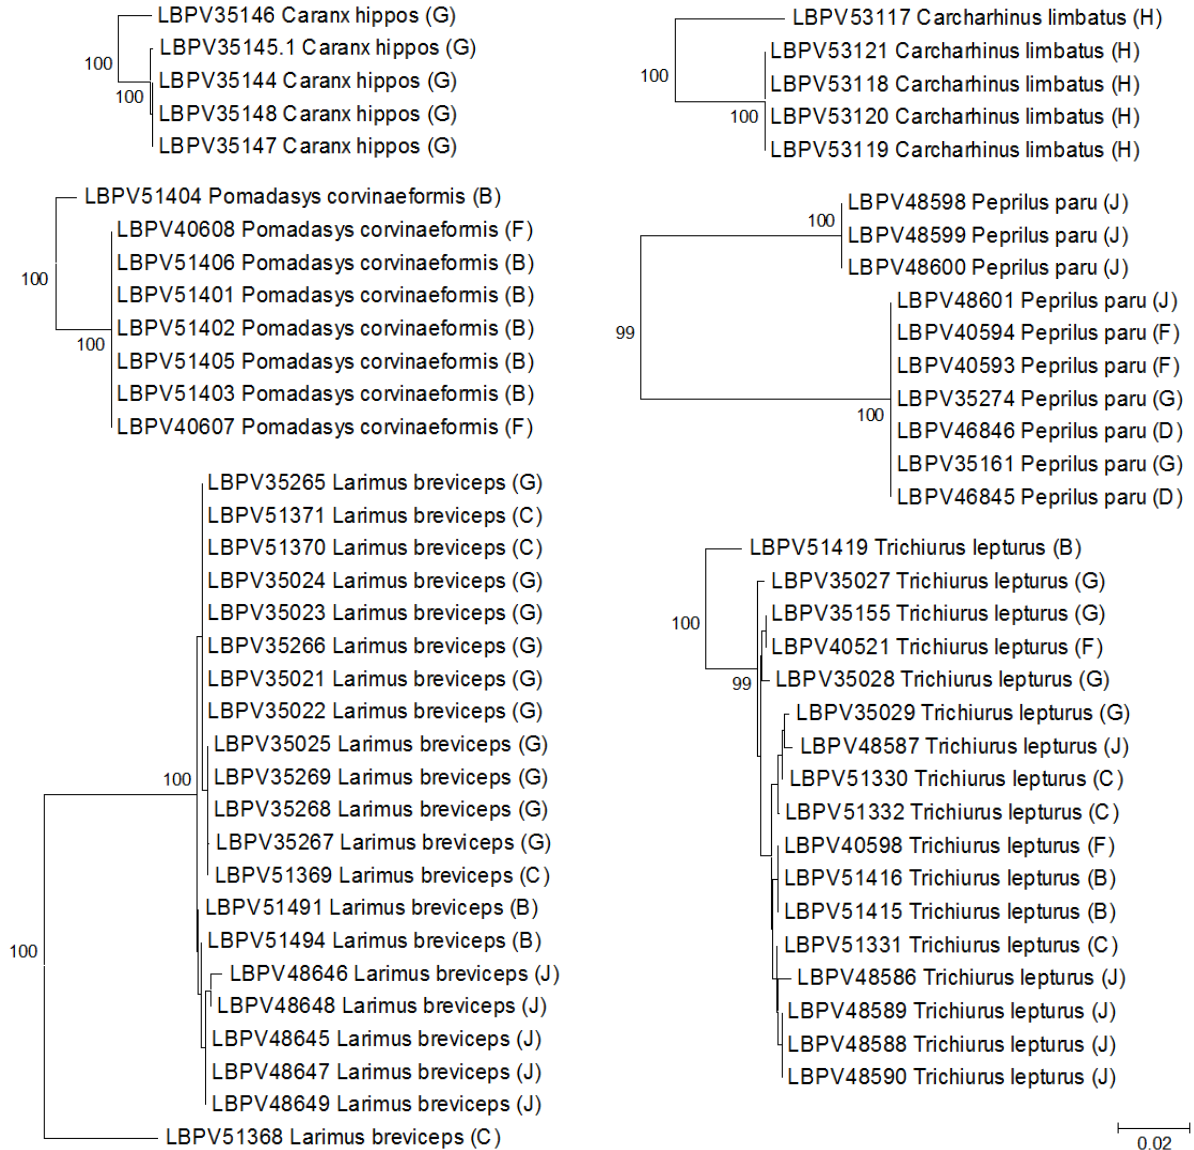 LBPV35146 Caranx hippos (G)
LBPV35145.1 Caranx hippos (G)
100
LBPV35144 Caranx hippos (G)
100
LBPV35148 Caranx hippos (G)
LBPV35147 Caranx hippos (G)
LBPV51404 Pomadasys corvinaeformis (B)
LBPV40608 Pomadasys corvinaeformis (F)
LBPV51406 Pomadasys corvinaeformis (B)
100
LBPV51401 Pomadasys corvinaeformis (B)
LBPV51402 Pomadasys corvinaeformis (B)
100
LBPV51405 Pomadasys corvinaeformis (B)
LBPV51403 Pomadasys corvinaeformis (B)
LBPV40607 Pomadasys corvinaeformis (F)
LBPV35265 Larimus breviceps (G)
LBPV51371 Larimus breviceps (C)
LBPV51370 Larimus breviceps (C)
LBPV35024 Larimus breviceps (G)
LBPV35023 Larimus breviceps (G)
LBPV35266 Larimus breviceps (G)
LBPV35021 Larimus breviceps (G)
LBPV35022 Larimus breviceps (G)
LBPV35025 Larimus breviceps (G)
100
LBPV35269 Larimus breviceps (G)
LBPV35268 Larimus breviceps (G)
LBPV35267 Larimus breviceps (G)
LBPV51369 Larimus breviceps (C)
LBPV51491 Larimus breviceps (B)
LBPV51494 Larimus breviceps (B)
100
LBPV48646 Larimus breviceps (J)
LBPV48648 Larimus breviceps (J)
LBPV48645 Larimus breviceps (J)
LBPV48647 Larimus breviceps (J)
LBPV48649 Larimus breviceps (J)
LBPV51368 Larimus breviceps (C)
LBPV53117 Carcharhinus limbatus (H)
LBPV53121 Carcharhinus limbatus (H)
100
LBPV53118 Carcharhinus limbatus (H)
100
LBPV53120 Carcharhinus limbatus (H)
LBPV53119 Carcharhinus limbatus (H)
LBPV48598 Peprilus paru (J)
100
LBPV48599 Peprilus paru (J)
LBPV48600 Peprilus paru (J)
LBPV48601 Peprilus paru (J)
99
LBPV40594 Peprilus paru (F)
LBPV40593 Peprilus paru (F)
LBPV35274 Peprilus paru (G)
100
LBPV46846 Peprilus paru (D)
LBPV35161 Peprilus paru (G)
LBPV46845 Peprilus paru (D)
LBPV51419 Trichiurus lepturus (B)
LBPV35027 Trichiurus lepturus (G)
LBPV35155 Trichiurus lepturus (G)
100
LBPV40521 Trichiurus lepturus (F)
LBPV35028 Trichiurus lepturus (G)
99
LBPV35029 Trichiurus lepturus (G)
LBPV48587 Trichiurus lepturus (J)
LBPV51330 Trichiurus lepturus (C)
LBPV51332 Trichiurus lepturus (C)
LBPV40598 Trichiurus lepturus (F)
LBPV51416 Trichiurus lepturus (B)
LBPV51415 Trichiurus lepturus (B)
LBPV51331 Trichiurus lepturus (C)
LBPV48586 Trichiurus lepturus (J)
LBPV48589 Trichiurus lepturus (J)
LBPV48588 Trichiurus lepturus (J)
LBPV48590 Trichiurus lepturus (J)
0.02